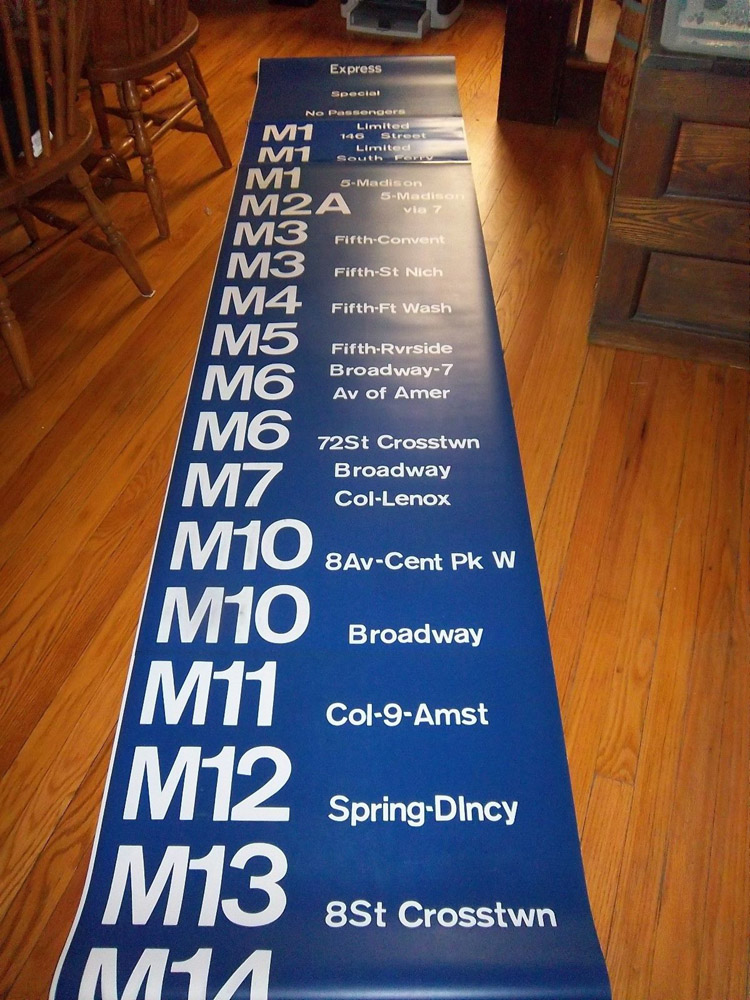 Express
Special
No Passengers
M1 Limited
146 Street
M1 Limited
South Ferry
M1 5-Madison
M2A 5-Madison
via 7
M3 Fifth-Convent
M3 Fifth-St Nich
M4 Fifth-Ft Wash
M5 Fifth-Rvrside
M6 Broadway-7
Av of Amer
M6 72St Crosstwn
M7 Broadway
Col-Lenox
M10 8Av-Cent Pk W
M10 Broadway
M11 Col-9-Amst
M12 Spring-Dlncy
M13 8St Crosstwn
M14